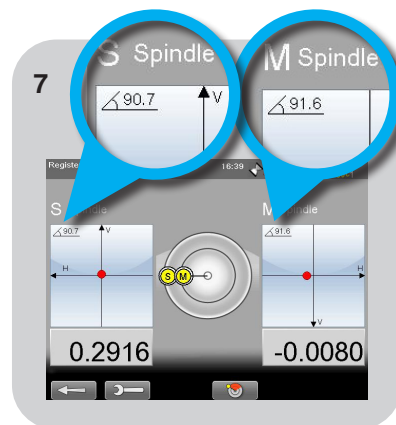 7
S Spindle
90.7
V
M Spindle
91.6
Register
16:39
S Spindle
M Spindle
90.7
V
H
S M
91.6
H
V
0.2916
-0.0080